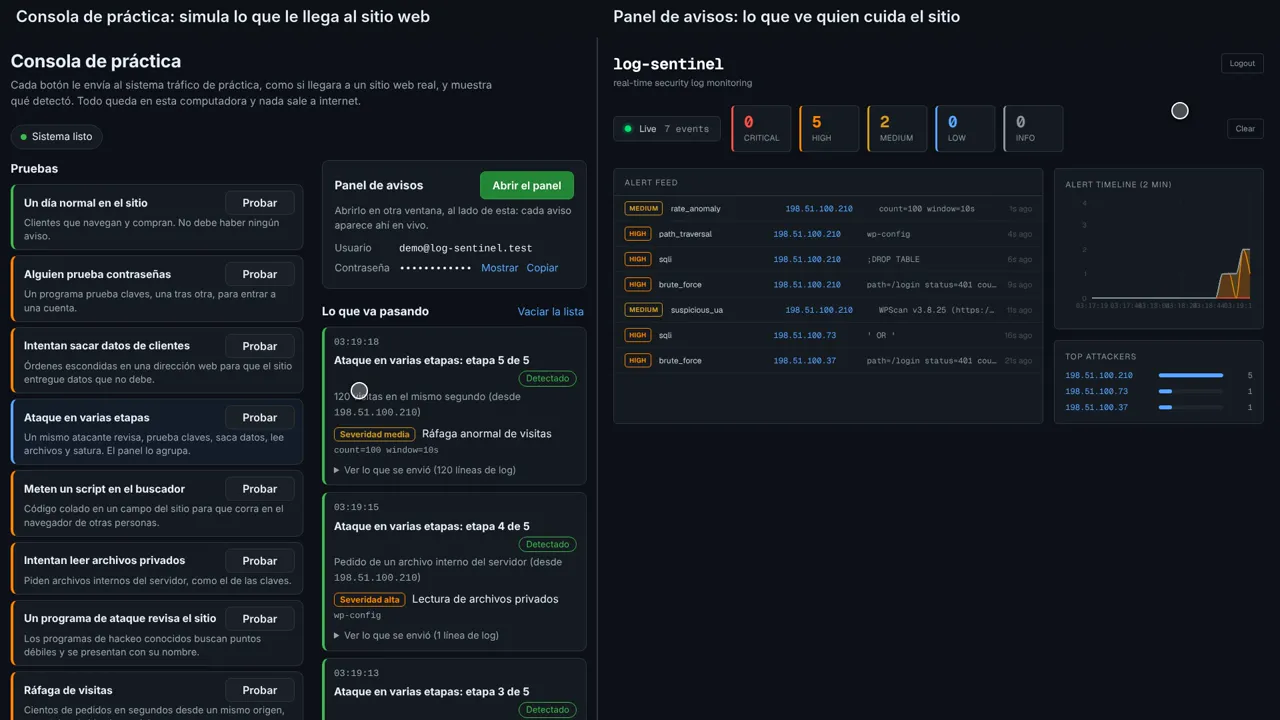 Consola de práctica: simula lo que le llega al sitio web
Consola de práctica
Cada botón le envía al sistema tráfico de práctica, como si llegara a un sitio web real, y muestra
qué detectó. Todo queda en esta computadora y nada sale a internet.
Sistema listo
Pruebas
Un día normal en el sitio
Probar
Clientes que navegan y compran. No debe haber ningún
aviso.
Alguien prueba contraseñas
Probar
Un programa prueba claves, una tras otra, para entrar a
una cuenta.
Intentan sacar datos de clientes
Probar
Órdenes escondidas en una dirección web para que el sitio
entregue datos que no debe.
Ataque en varias etapas
Probar
Un mismo atacante revisa, prueba claves, saca datos, lee
archivos y satura. El panel lo agrupa.
Meten un script en el buscador
Probar
Código colado en un campo del sitio para que corra en el
navegador de otras personas.
Intentan leer archivos privados
Probar
Piden archivos internos del servidor, como el de las claves.
Un programa de ataque revisa el sitio
Probar
Los programas de hackeo conocidos buscan puntos
débiles y se presentan con su nombre.
Ráfaga de visitas
Probar
Cientos de pedidos en segundos desde un mismo origen,
Panel de avisos
Abrir el panel
Abrirlo en otra ventana, al lado de esta: cada aviso
aparece ahí en vivo.
Usuario demo@log-sentinel.test
Contraseña •••••••••••• Mostrar Copiar
Lo que va pasando
Vaciar la lista
03:19:18
Ataque en varias etapas: etapa 5 de 5
Detectado
120 visitas en el mismo segundo (desde
198.51.100.210)
Severidad media Ráfaga anormal de visitas
count=100 window=10s
▶ Ver lo que se envió (120 líneas de log)
03:19:15
Ataque en varias etapas: etapa 4 de 5
Detectado
Pedido de un archivo interno del servidor (desde
198.51.100.210)
Severidad alta Lectura de archivos privados
wp-config
▶ Ver lo que se envió (1 línea de log)
03:19:13
Ataque en varias etapas: etapa 3 de 5
Detectado
Panel de avisos: lo que ve quien cuida el sitio
log-sentinel
real-time security log monitoring
Logout
Live 7 events
0 CRITICAL
5 HIGH
2 MEDIUM
0 LOW
0 INFO
Clear
ALERT FEED
MEDIUM rate_anomaly 198.51.100.210 count=100 window=10s 1s ago
HIGH path_traversal 198.51.100.210 wp-config 4s ago
HIGH sqli 198.51.100.210 ;DROP TABLE 6s ago
HIGH brute_force 198.51.100.210 path=/login status=401 cou… 9s ago
MEDIUM suspicious_ua 198.51.100.210 WPScan v3.8.25 (https:/… 11s ago
HIGH sqli 198.51.100.73 ' OR ' 16s ago
HIGH brute_force 198.51.100.37 path=/login status=401 cou… 21s ago
ALERT TIMELINE (2 MIN)
4
3
2
1
0
03:17:19
TOP ATTACKERS
198.51.100.210 5
198.51.100.73 1
198.51.100.37 1